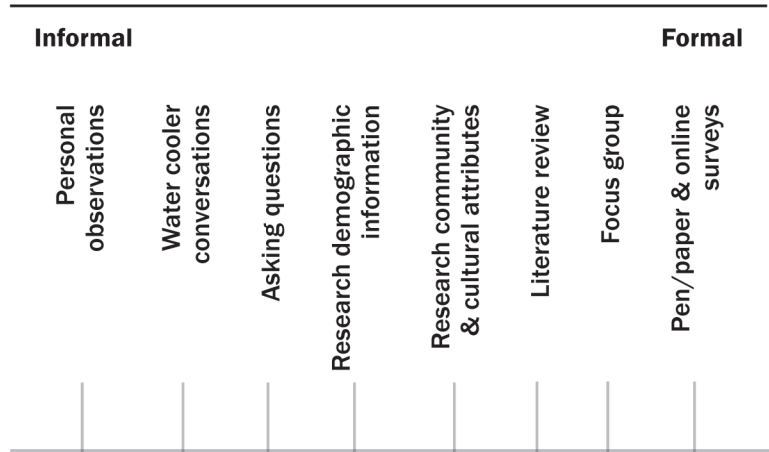 Informal
Formal
Personal
observations
Water cooler
conversations
Asking questions
Research demographic
information
Research community
& cultural attributes
Literature review
Focus group
Pen/paper & online
surveys